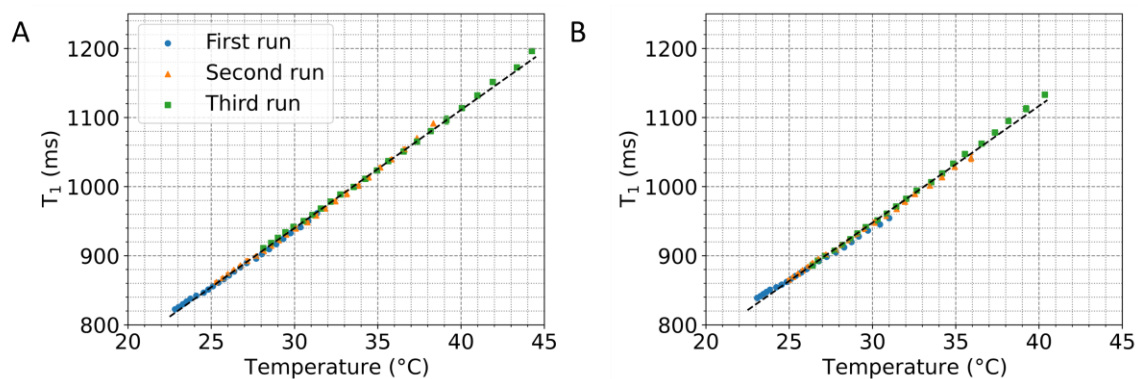 A
B
T₁ (ms)
1200
1100
1000
900
800
First run
Second run
Third run
20 25 30 35 40 45
Temperature (°C)
T₁ (ms)
1200
1100
1000
900
800
20 25 30 35 40 45
Temperature (°C)